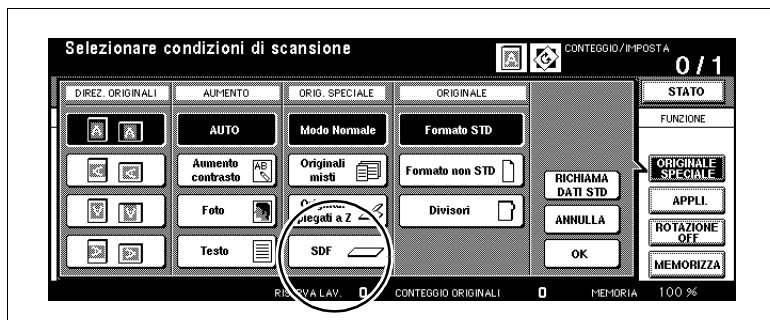 Selezionare condizioni di scansione
CONTEGGIO/IMPOSTA
0/1
DIREZ. ORIGINALI
AUMENTO
ORIG. SPECIALE
ORIGINALE
STATO
FUNZIONE
AUTO
Modo Normale
Formato STD
Aumento contrasto
Originali misti
Formato non STD
RICHIAMA DATI STD
ORIGINALE SPECIALE
Foto
piegati a Z
Divisori
ANNULLA
APPLI.
ROTAZIONE OFF
Testo
SDF
OK
MEMORIZZA
LAV. 0
CONTEGGIO ORIGINALI 0
MEMORIA 100 %